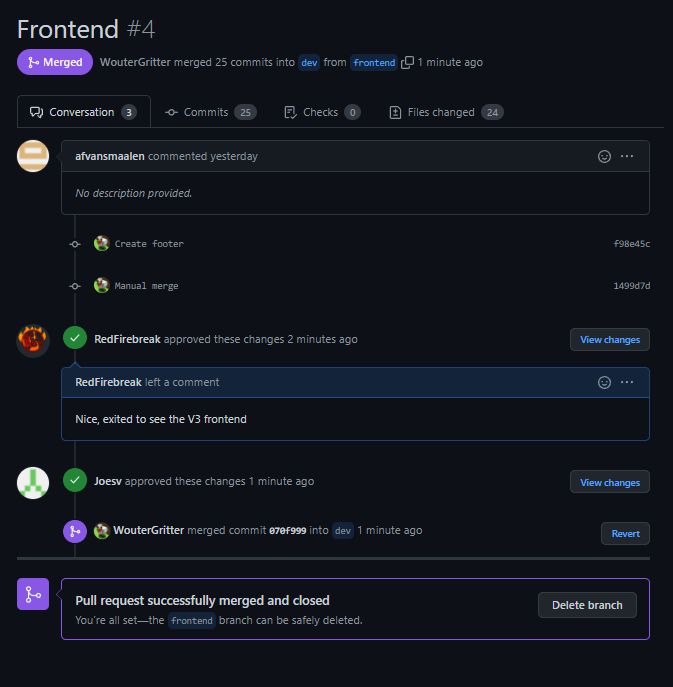 Frontend #4
Merged WouterGritter merged 25 commits into dev from frontend 1 minute ago
Conversation 3 Commits 25 Checks 0 Files changed 24
afvansmaalen commented yesterday
No description provided.
Create footer f98e45c
Manual merge 1499d7d
RedFirebreak approved these changes 2 minutes ago View changes
RedFirebreak left a comment
Nice, exited to see the V3 frontend
Joesv approved these changes 1 minute ago View changes
WouterGritter merged commit 070f999 into dev 1 minute ago Revert
Pull request successfully merged and closed
You're all set—the frontend branch can be safely deleted. Delete branch